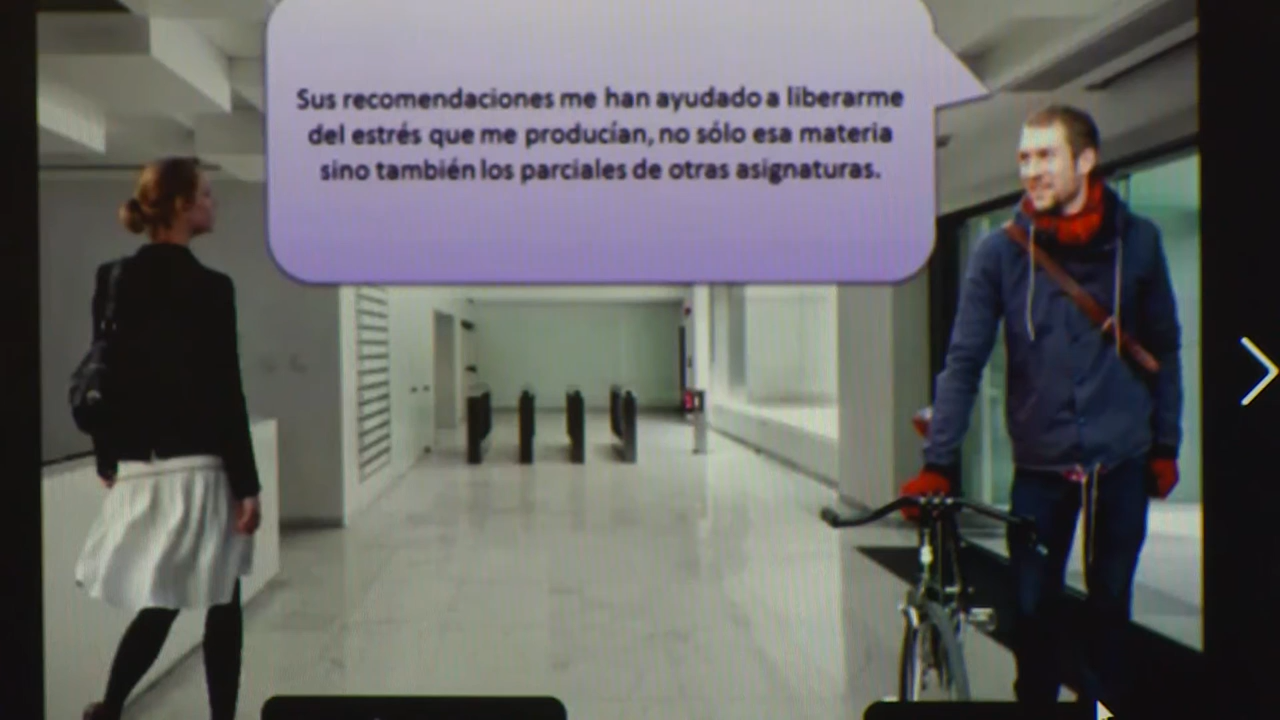 Sus recomendaciones me han ayudado a liberarme
del estrés que me producían, no sólo esa materia
sino también los parciales de otras asignaturas.